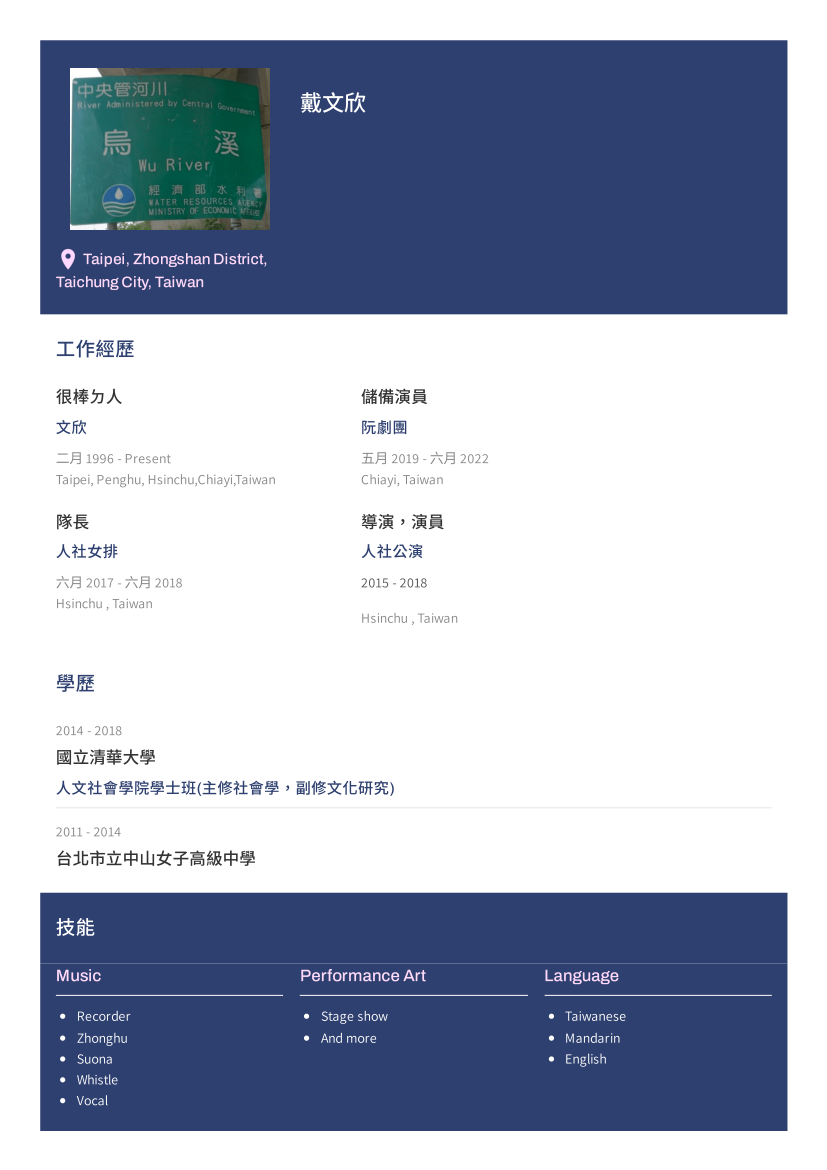 中央管河川
River Administered by Central Government
烏 溪
Wu River
經濟部水利署
WATER RESOURCES AGENCY
MINISTRY OF ECONOMIC AFFAIRS
戴文欣
Taipei, Zhongshan District,
Taichung City, Taiwan
工作經歷
很棒ㄉ人
文欣
二月 1996 - Present
Taipei, Penghu, Hsinchu,Chiayi,Taiwan
儲備演員
阮劇團
五月 2019 - 六月 2022
Chiayi, Taiwan
隊長
人社女排
六月 2017 - 六月 2018
Hsinchu , Taiwan
導演，演員
人社公演
2015 - 2018
Hsinchu , Taiwan
學歷
2014 - 2018
國立清華大學
人文社會學院學士班(主修社會學，副修文化研究)
2011 - 2014
台北市立中山女子高級中學
技能
Music
Recorder
Zhonghu
Suona
Whistle
Vocal
Performance Art
Stage show
And more
Language
Taiwanese
Mandarin
English